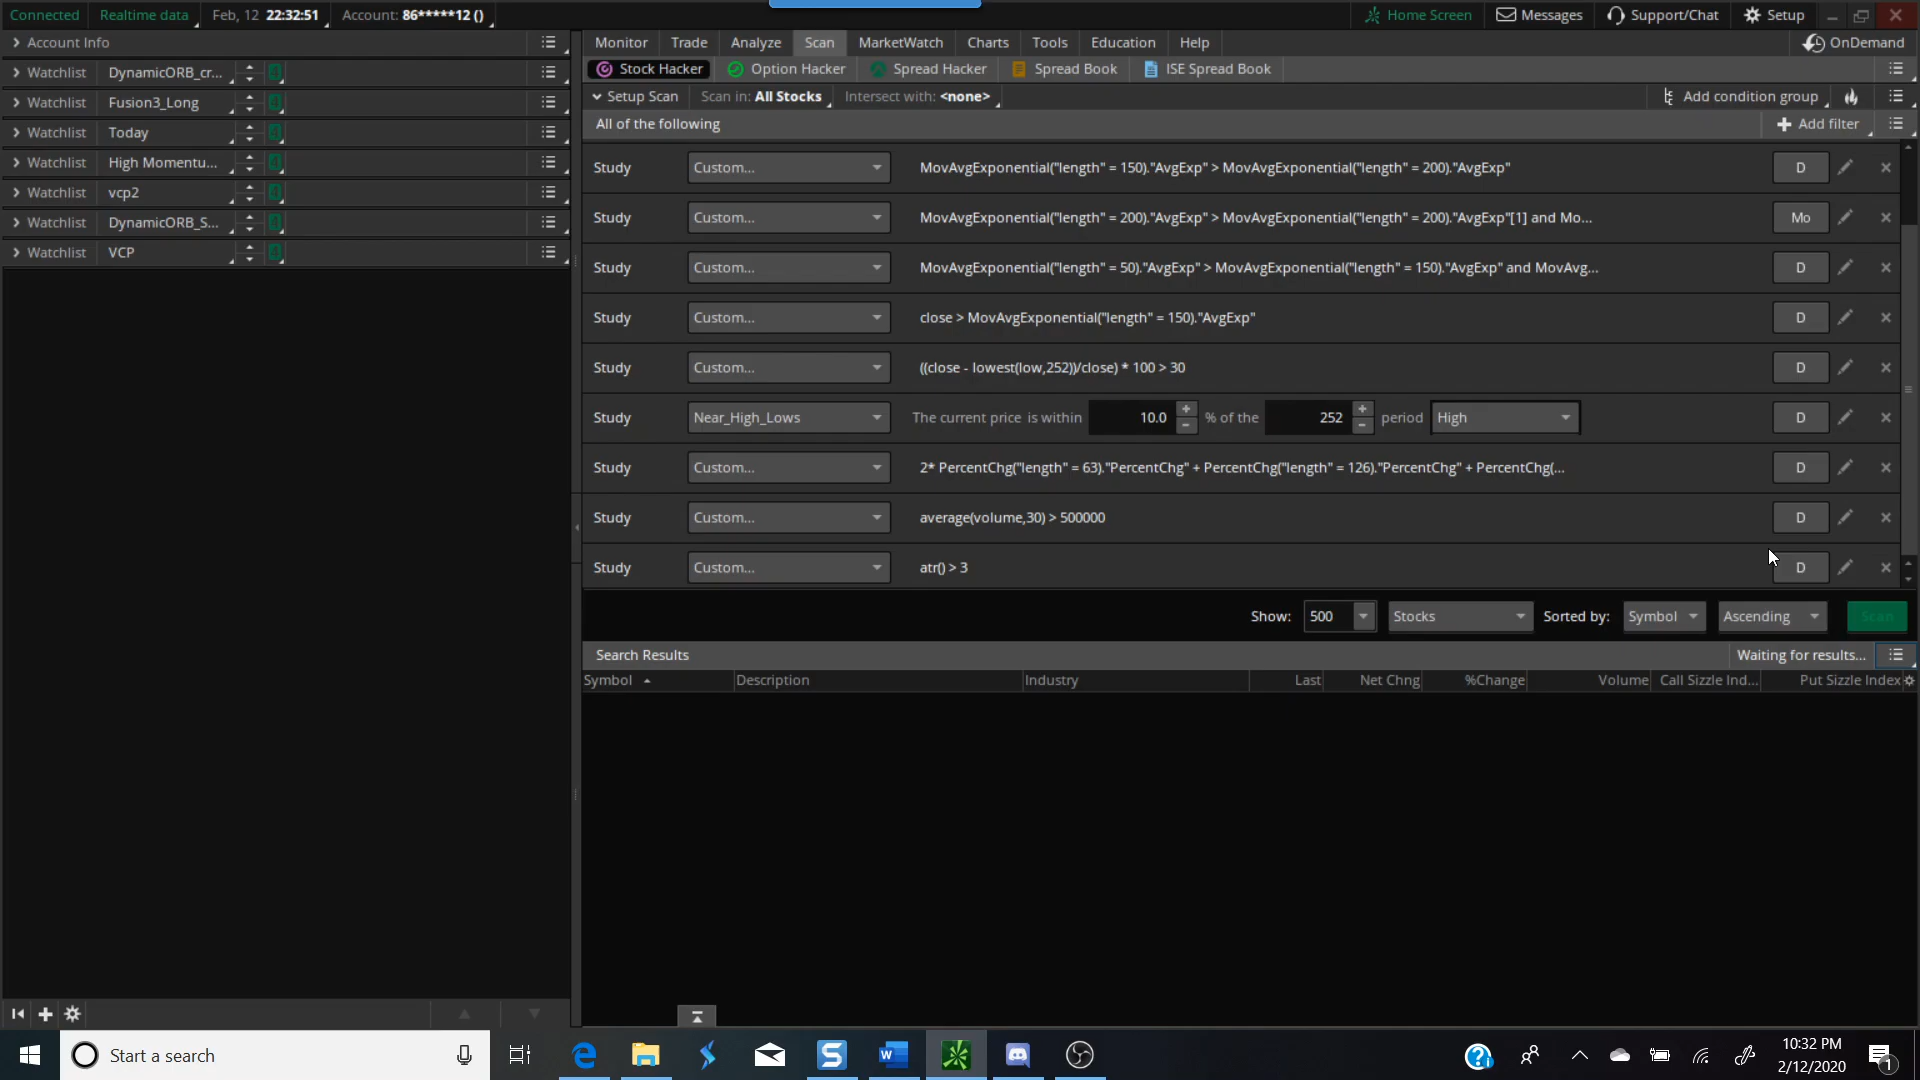 Connected Realtime data Feb, 12 22:32:51 Account: 86*****12 () Home Screen Messages Support/Chat Setup
Account Info
Watchlist DynamicORB_cr...
Watchlist Fusion3_Long
Watchlist Today
Watchlist High Momentu...
Watchlist vcp2
Watchlist DynamicORB_S...
Watchlist VCP
Monitor Trade Analyze Scan MarketWatch Charts Tools Education Help OnDemand
Stock Hacker Option Hacker Spread Hacker Spread Book ISE Spread Book
Setup Scan Scan in: All Stocks Intersect with: <none> Add condition group
All of the following Add filter
Study Custom... MovAvgExponential("length" = 150)."AvgExp" > MovAvgExponential("length" = 200)."AvgExp" D
Study Custom... MovAvgExponential("length" = 200)."AvgExp" > MovAvgExponential("length" = 200)."AvgExp"[1] and Mo... Mo
Study Custom... MovAvgExponential("length" = 50)."AvgExp" > MovAvgExponential("length" = 150)."AvgExp" and MovAvg... D
Study Custom... close > MovAvgExponential("length" = 150)."AvgExp" D
Study Custom... ((close - lowest(low,252))/close) * 100 > 30 D
Study Near_High_Lows The current price is within 10.0 % of the 252 period High D
Study Custom... 2* PercentChg("length" = 63)."PercentChg" + PercentChg("length" = 126)."PercentChg" + PercentChg(... D
Study Custom... average(volume,30) > 500000 D
Study Custom... atr() > 3 D
Show: 500 Stocks Sorted by: Symbol Ascending Scan
Search Results Waiting for results...
Symbol Description Industry Last Net Chng %Change Volume Call Sizzle Ind... Put Sizzle Index
Start a search
10:32 PM
2/12/2020
1